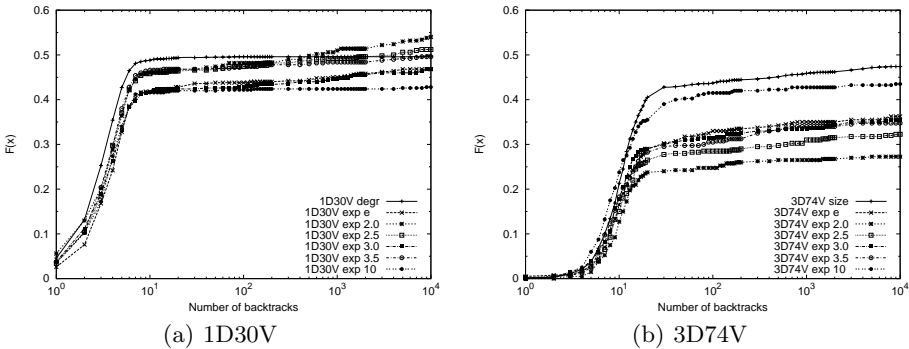 0.6
0.5
0.4
0.3
0.2
0.1
0
F(x)
10^0
10^1
10^2
10^3
10^4
Number of backtracks
1D30V degr
1D30V exp e
1D30V exp 2.0
1D30V exp 2.5
1D30V exp 3.0
1D30V exp 3.5
1D30V exp 10
(a) 1D30V
0.6
0.5
0.4
0.3
0.2
0.1
0
F(x)
10^0
10^1
10^2
10^3
10^4
Number of backtracks
3D74V size
3D74V exp e
3D74V exp 2.0
3D74V exp 2.5
3D74V exp 3.0
3D74V exp 3.5
3D74V exp 10
(b) 3D74V